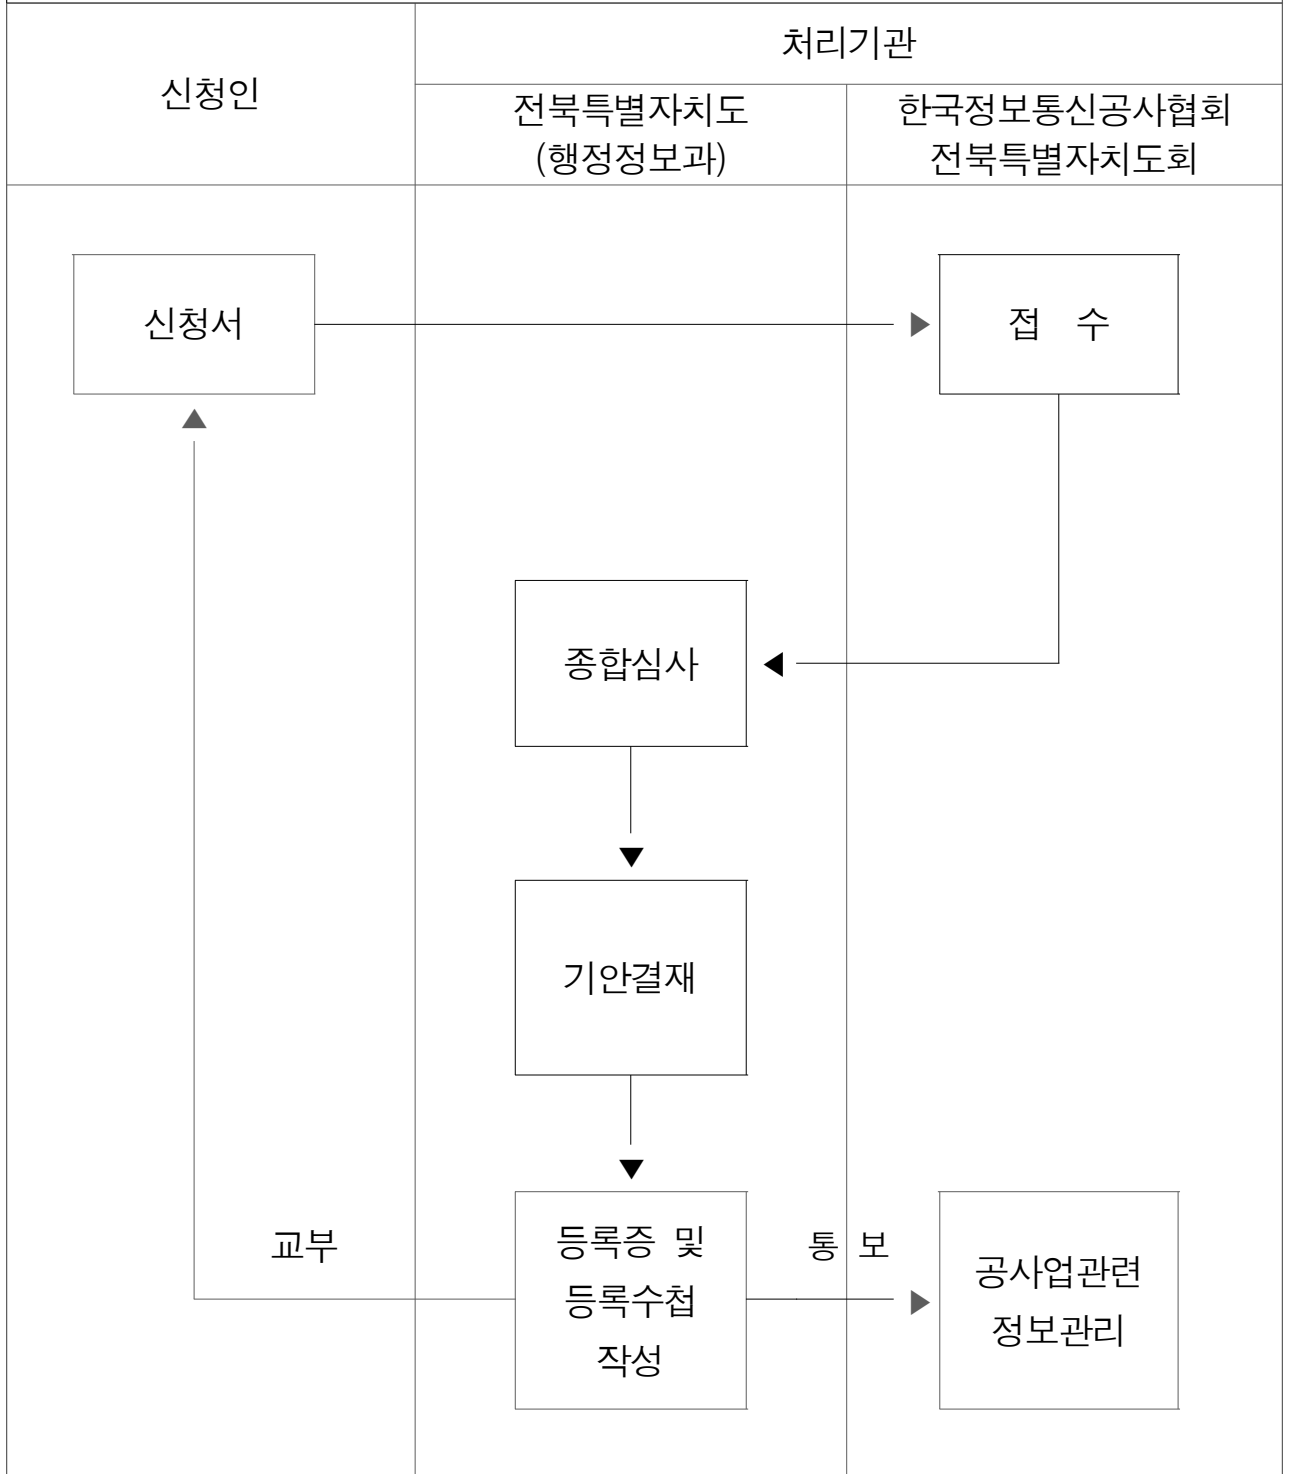 처리기관
신청인
전북특별자치도
(행정정보과)
한국정보통신공사협회
전북특별자치도회
신청서
접 수
종합심사
기안결재
교부
등록증 및
등록수첩
작성
통 보
공사업관련
정보관리